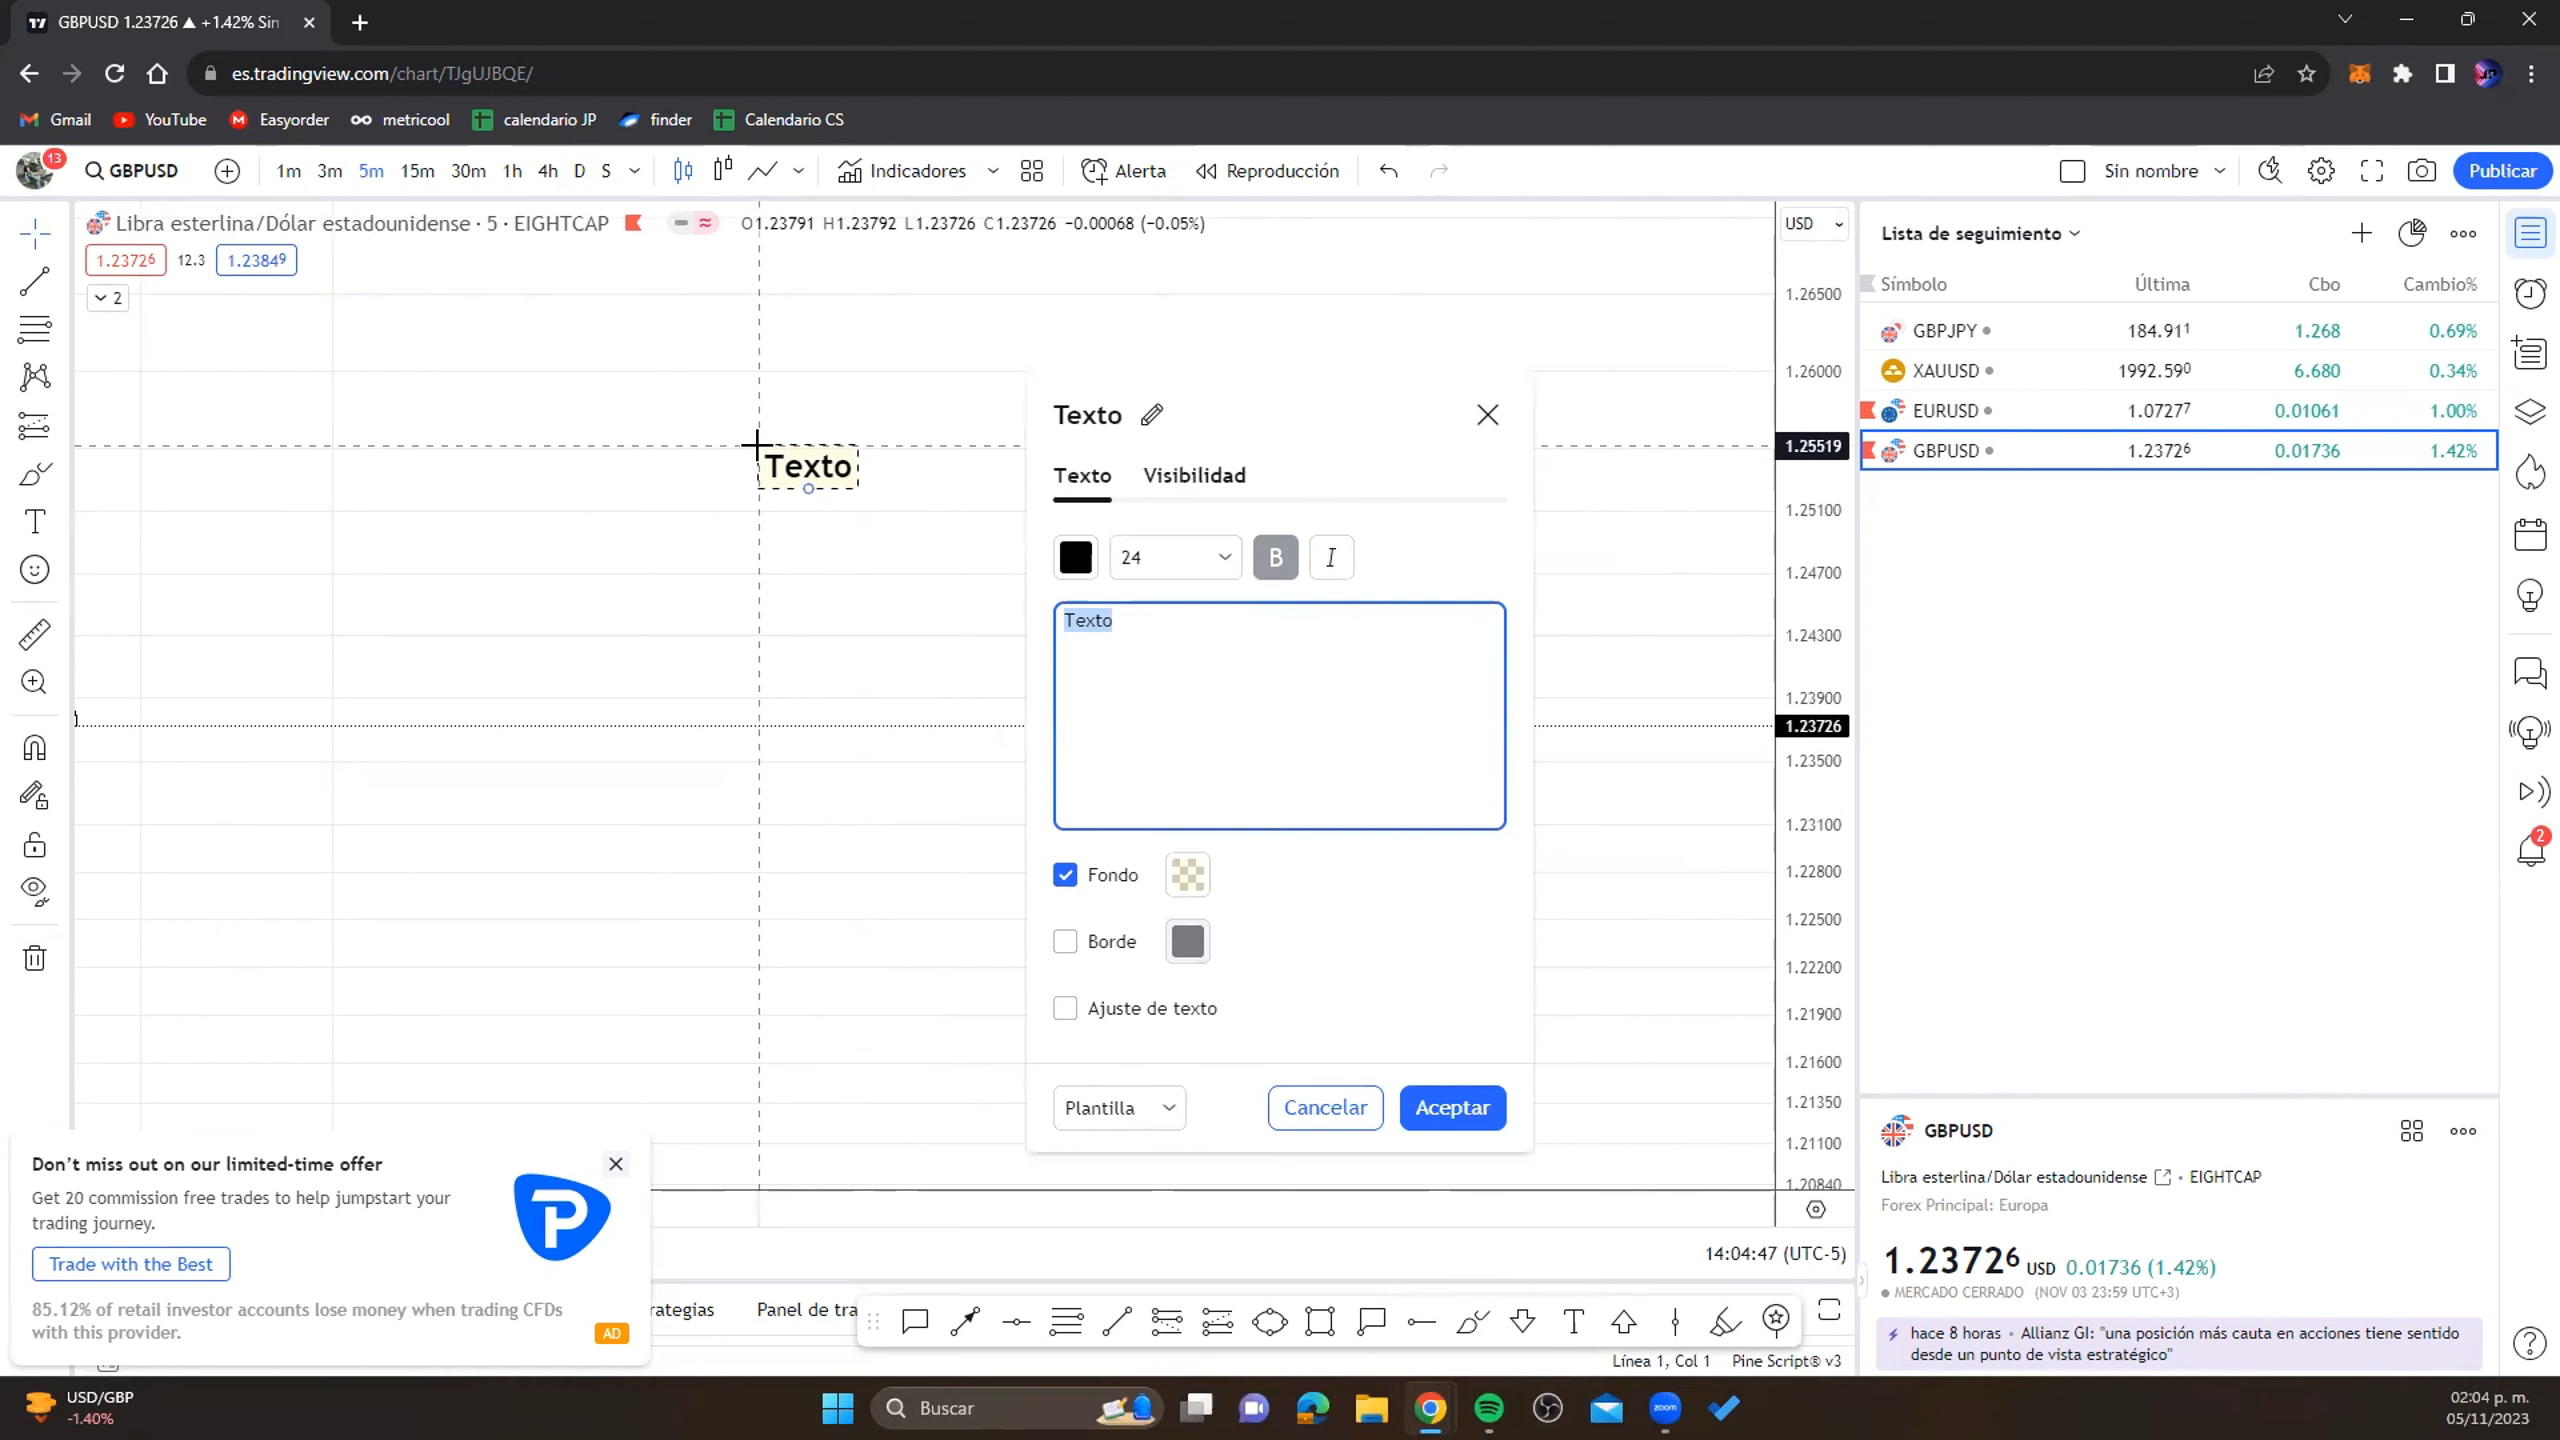 GBPUSD 1.23726 ▲ +1.42% Sin
es.tradingview.com/chart/TJgUJBQE/
Gmail YouTube Easyorder metricool calendario JP finder Calendario CS
13
GBPUSD 1m 3m 5m 15m 30m 1h 4h D S Indicadores Alerta Reproducción Sin nombre Publicar
Libra esterlina/Dólar estadounidense · 5 · EIGHTCAP O1.23791 H1.23792 L1.23726 C1.23726 −0.00068 (−0.05%)
1.23726 12.3 1.23849
2
USD
1.26500
1.26000
1.25519
1.25100
1.24700
1.24300
1.23900
1.23726
1.23500
1.23100
1.22800
1.22500
1.22200
1.21900
1.21600
1.21350
1.21100
1.20840
Texto
Texto
Texto Visibilidad
24 B I
Texto
Fondo
Borde
Ajuste de texto
Plantilla Cancelar Aceptar
Lista de seguimiento
Símbolo Última Cbo Cambio%
GBPJPY 184.911 1.268 0.69%
XAUUSD 1992.590 6.680 0.34%
EURUSD 1.07277 0.01061 1.00%
GBPUSD 1.23726 0.01736 1.42%
2
GBPUSD
Libra esterlina/Dólar estadounidense • EIGHTCAP
Forex Principal: Europa
1.23726 USD 0.01736 (1.42%)
MERCADO CERRADO (NOV 03 23:59 UTC+3)
hace 8 horas • Allianz GI: "una posición más cauta en acciones tiene sentido
desde un punto de vista estratégico"
Don't miss out on our limited-time offer
Get 20 commission free trades to help jumpstart your
trading journey.
Trade with the Best
85.12% of retail investor accounts lose money when trading CFDs
with this provider.
AD
14:04:47 (UTC-5)
rategias Panel de tra
Línea 1, Col 1 Pine Script® v3
USD/GBP
-1.40%
Buscar
zoom
02:04 p. m.
05/11/2023